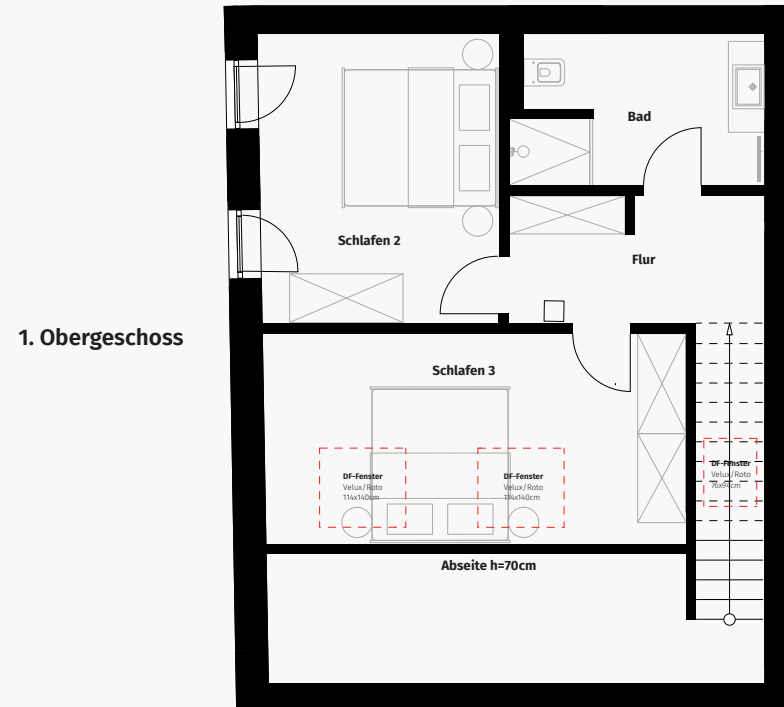 Bad
Schlafen 2
Flur
1. Obergeschoss
Schlafen 3
DF-Fenster
Velux/Roto
114x140cm
DF-Fenster
Velux/Roto
114x140cm
DF-Fenster
Velux/Roto
76x94cm
Abseite h=70cm